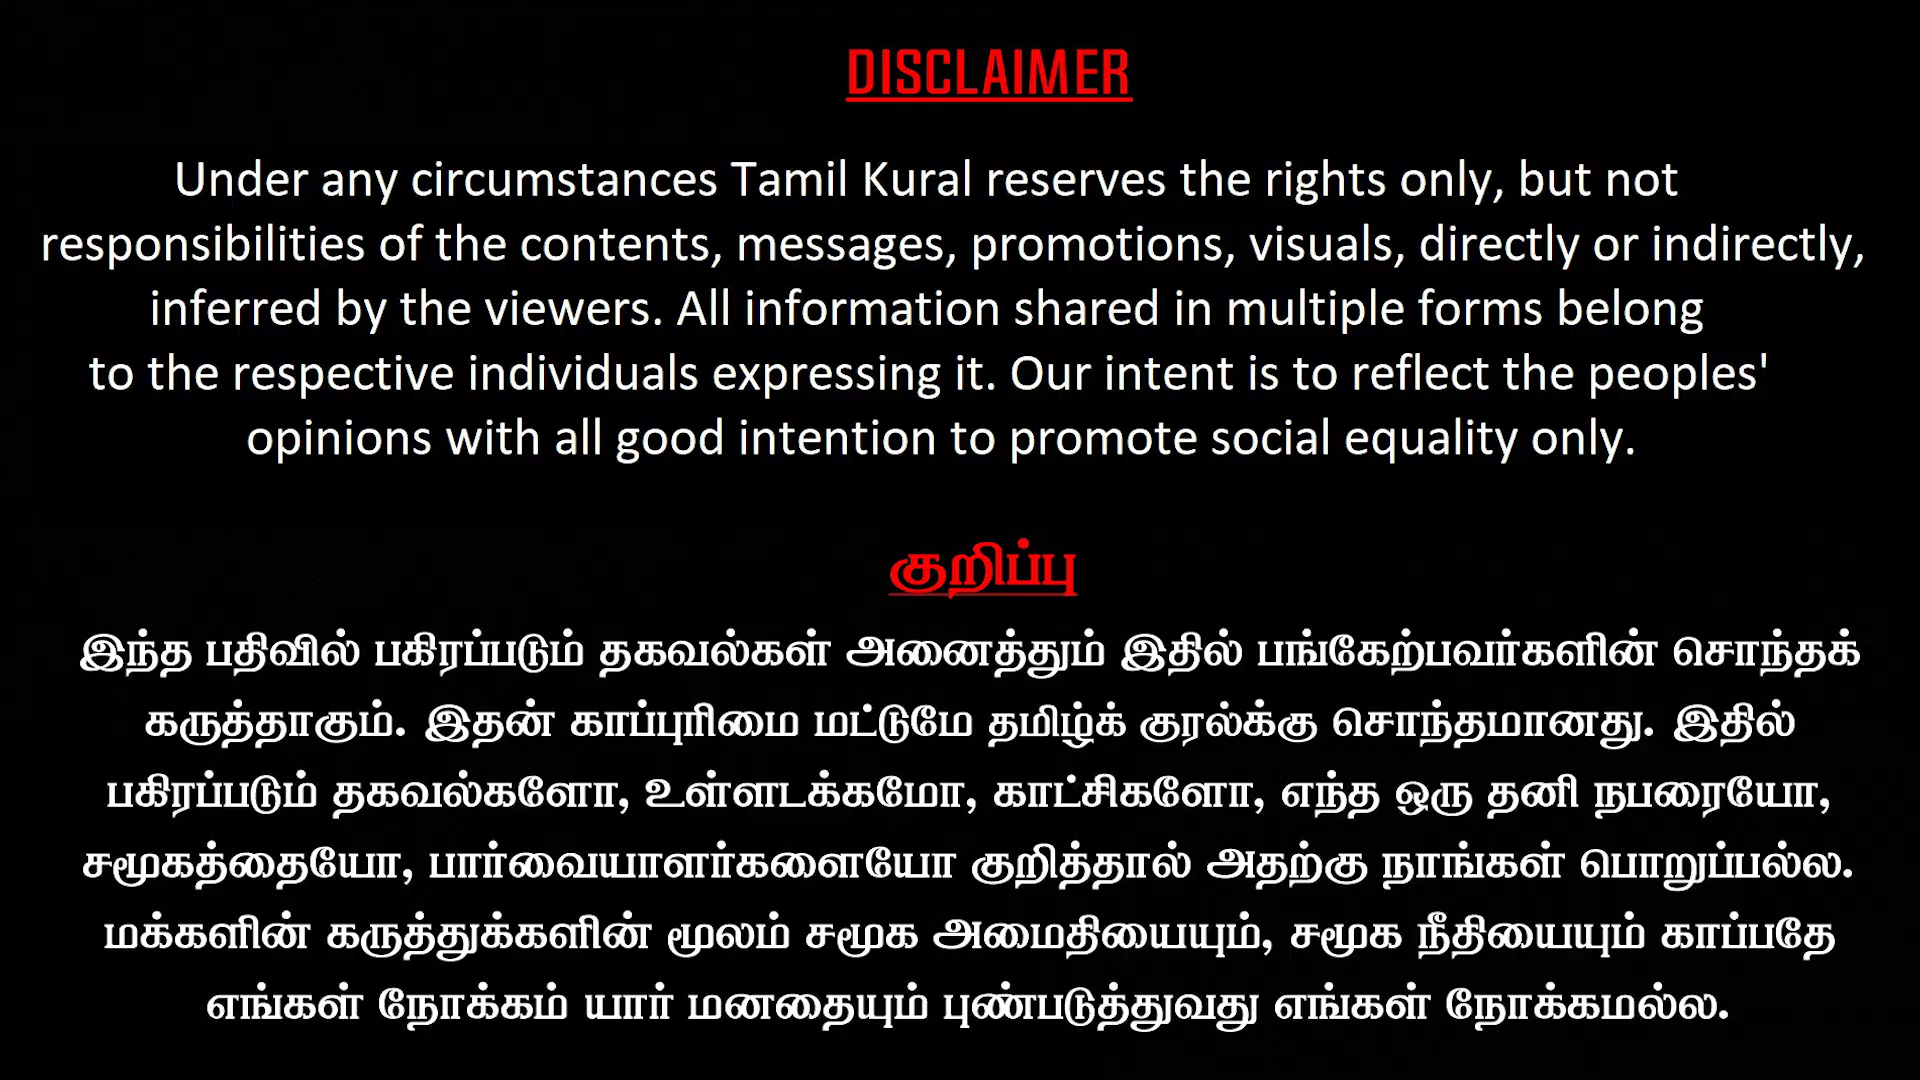 DISCLAIMER
Under any circumstances Tamil Kural reserves the rights only, but not
responsibilities of the contents, messages, promotions, visuals, directly or indirectly,
inferred by the viewers. All information shared in multiple forms belong
to the respective individuals expressing it. Our intent is to reflect the peoples'
opinions with all good intention to promote social equality only.
குறிப்பு
இந்த பதிவில் பகிரப்படும் தகவல்கள் அனைத்தும் இதில் பங்கேற்பவர்களின் சொந்தக்
கருத்தாகும். இதன் காப்புரிமை மட்டுமே தமிழ்க் குரல்க்கு சொந்தமானது. இதில்
பகிரப்படும் தகவல்களோ, உள்ளடக்கமோ, காட்சிகளோ, எந்த ஒரு தனி நபரையோ,
சமூகத்தையோ, பார்வையாளர்களையோ குறித்தால் அதற்கு நாங்கள் பொறுப்பல்ல.
மக்களின் கருத்துக்களின் மூலம் சமூக அமைதியையும், சமூக நீதியையும் காப்பதே
எங்கள் நோக்கம் யார் மனதையும் புண்படுத்துவது எங்கள் நோக்கமல்ல.